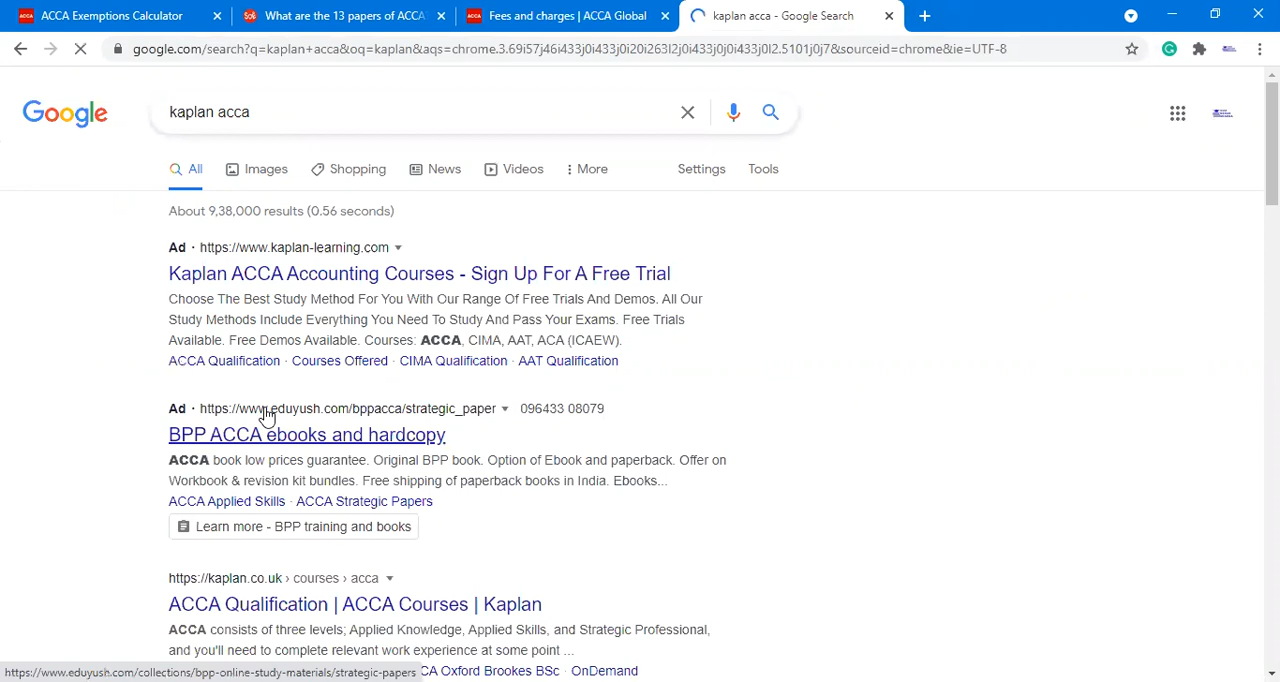 ACCA Exemptions Calculator
What are the 13 papers of ACCA
Fees and charges | ACCA Global
kaplan acca - Google Search
google.com/search?q=kaplan+acca&oq=kaplan&aqs=chrome.3.69i57j46i433j0i433j0i20i263l2j0i433j0j0i433j0l2.5101j0j7&sourceid=chrome&ie=UTF-8
Google
kaplan acca
All Images Shopping News Videos More Settings Tools
About 9,38,000 results (0.56 seconds)
Ad · https://www.kaplan-learning.com
Kaplan ACCA Accounting Courses - Sign Up For A Free Trial
Choose The Best Study Method For You With Our Range Of Free Trials And Demos. All Our
Study Methods Include Everything You Need To Study And Pass Your Exams. Free Trials
Available. Free Demos Available. Courses: ACCA, CIMA, AAT, ACA (ICAEW).
ACCA Qualification · Courses Offered · CIMA Qualification · AAT Qualification
Ad · https://www.eduyush.com/bppacca/strategic_paper 096433 08079
BPP ACCA ebooks and hardcopy
ACCA book low prices guarantee. Original BPP book. Option of Ebook and paperback. Offer on
Workbook & revision kit bundles. Free shipping of paperback books in India. Ebooks...
ACCA Applied Skills · ACCA Strategic Papers
Learn more - BPP training and books
https://kaplan.co.uk › courses › acca
ACCA Qualification | ACCA Courses | Kaplan
ACCA consists of three levels; Applied Knowledge, Applied Skills, and Strategic Professional,
and you'll need to complete relevant work experience at some point ...
https://www.eduyush.com/collections/bpp-online-study-materials/strategic-papers CA Oxford Brookes BSc · OnDemand